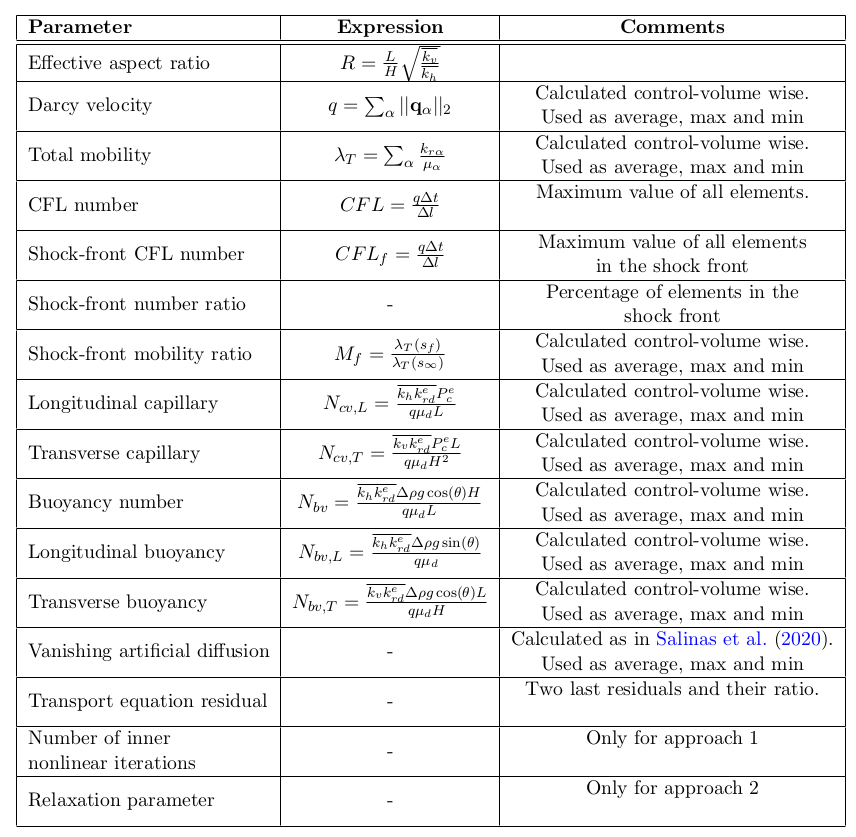 Parameter Expression Comments
Effective aspect ratio $R = \frac{L}{H}\sqrt{\frac{\overline{k_v}}{\overline{k_h}}}$
Darcy velocity $q = \sum_\alpha ||\mathbf{q}_\alpha||_2$ Calculated control-volume wise.
Used as average, max and min
Total mobility $\lambda_T = \sum_\alpha \frac{k_{r\alpha}}{\mu_\alpha}$ Calculated control-volume wise.
Used as average, max and min
CFL number $CFL = \frac{q\Delta t}{\Delta l}$ Maximum value of all elements.
Shock-front CFL number $CFL_f = \frac{q\Delta t}{\Delta l}$ Maximum value of all elements
in the shock front
Shock-front number ratio - Percentage of elements in the
shock front
Shock-front mobility ratio $M_f = \frac{\lambda_T(s_f)}{\lambda_T(s_\infty)}$ Calculated control-volume wise.
Used as average, max and min
Longitudinal capillary $N_{cv,L} = \frac{\overline{k_h k_{rd}^e} P_c^e}{q\mu_d L}$ Calculated control-volume wise.
Used as average, max and min
Transverse capillary $N_{cv,T} = \frac{\overline{k_v k_{rd}^e} P_c^e L}{q\mu_d H^2}$ Calculated control-volume wise.
Used as average, max and min
Buoyancy number $N_{bv} = \frac{\overline{k_h k_{rd}^e} \Delta\rho g \cos(\theta) H}{q\mu_d L}$ Calculated control-volume wise.
Used as average, max and min
Longitudinal buoyancy $N_{bv,L} = \frac{\overline{k_h k_{rd}^e} \Delta\rho g \sin(\theta)}{q\mu_d}$ Calculated control-volume wise.
Used as average, max and min
Transverse buoyancy $N_{bv,T} = \frac{\overline{k_v k_{rd}^e} \Delta\rho g \cos(\theta) L}{q\mu_d H}$ Calculated control-volume wise.
Used as average, max and min
Vanishing artificial diffusion - Calculated as in Salinas et al. (2020).
Used as average, max and min
Transport equation residual - Two last residuals and their ratio.
Number of inner
nonlinear iterations - Only for approach 1
Relaxation parameter - Only for approach 2